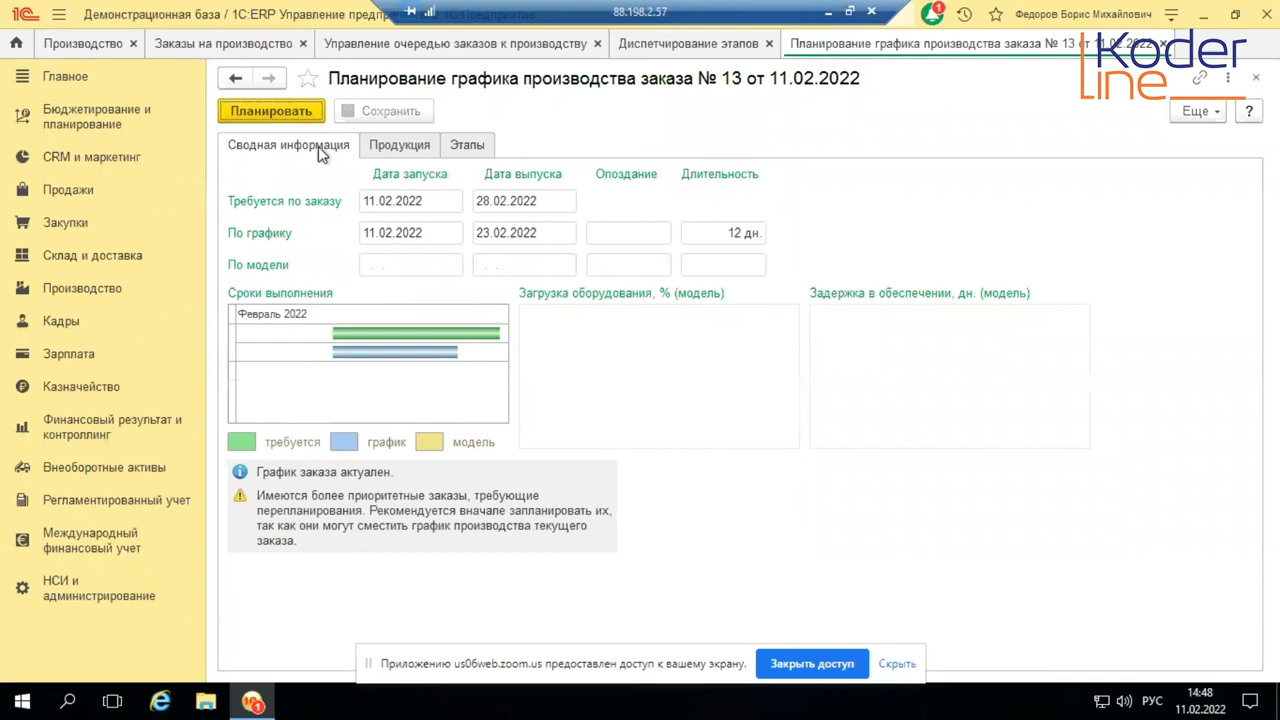 Демонстрационная база / 1С:ERP Управление предпр
1С:Предприятие
88.198.2.57
1
Федоров Борис Михайлович
Производство
Заказы на производство
Управление очередью заказов к производству
Диспетирование этапов
Планирование графика производства заказа № 13 от 11.02.2022
Koder
line
Главное
Бюджетирование и
планирование
CRM и маркетинг
Продажи
Закупки
Склад и доставка
Производство
Кадры
Зарплата
Казначейство
Финансовый результат и
контроллинг
Внеоборотные активы
Регламентированный учет
Международный
финансовый учет
НСИ и
администрирование
Планирование графика производства заказа № 13 от 11.02.2022
Планировать
Сохранить
Еще
?
Сводная информация
Продукция
Этапы
Дата запуска
Дата выпуска
Опоздание
Длительность
Требуется по заказу
11.02.2022
28.02.2022
По графику
11.02.2022
23.02.2022
12 дн.
По модели
Сроки выполнения
Загрузка оборудования, % (модель)
Задержка в обеспечении, дн. (модель)
Февраль 2022
требуется
график
модель
График заказа актуален.
Имеются более приоритетные заказы, требующие
перепланирования. Рекомендуется вначале запланировать их,
так как они могут сместить график производства текущего
заказа.
Приложению us06web.zoom.us предоставлен доступ к вашему экрану.
Закрыть доступ
Скрыть
1
РУС
14:48
11.02.2022